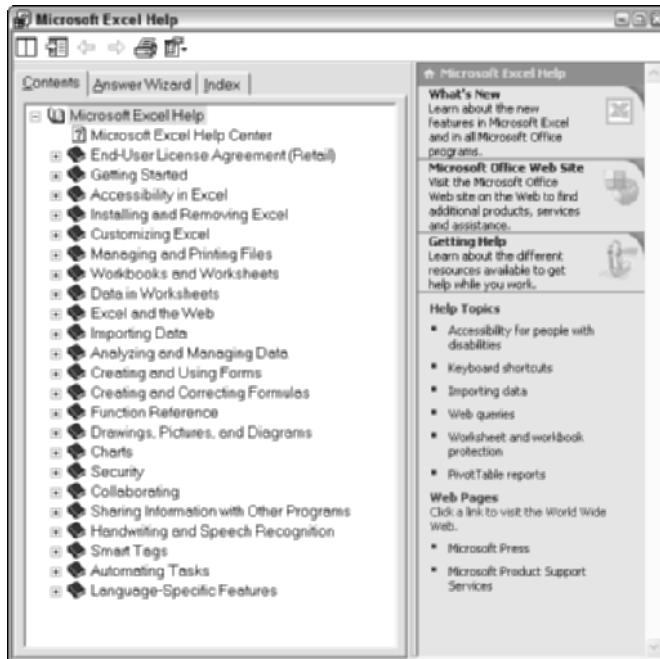 Microsoft Excel Help
Contents
Answer Wizard
Index
Microsoft Excel Help
Microsoft Excel Help Center
End-User License Agreement (Retail)
Getting Started
Accessibility in Excel
Installing and Removing Excel
Customizing Excel
Managing and Printing Files
Workbooks and Worksheets
Data in Worksheets
Excel and the Web
Importing Data
Analyzing and Managing Data
Creating and Using Forms
Creating and Correcting Formulas
Function Reference
Drawings, Pictures, and Diagrams
Charts
Security
Collaborating
Sharing Information with Other Programs
Handwriting and Speech Recognition
Smart Tags
Automating Tasks
Language-Specific Features
Microsoft Excel Help
What's New
Learn about the new
features in Microsoft Excel
and in all Microsoft Office
programs.
Microsoft Office Web Site
Visit the Microsoft Office
Web site on the Web to find
additional products, services
and assistance.
Getting Help
Learn about the different
resources available to get
help while you work.
Help Topics
Accessibility for people with
disabilities
Keyboard shortcuts
Importing data
Web queries
Worksheet and workbook
protection
PivotTable reports
Web Pages
Click a link to visit the World Wide
Web.
Microsoft Press
Microsoft Product Support
Services